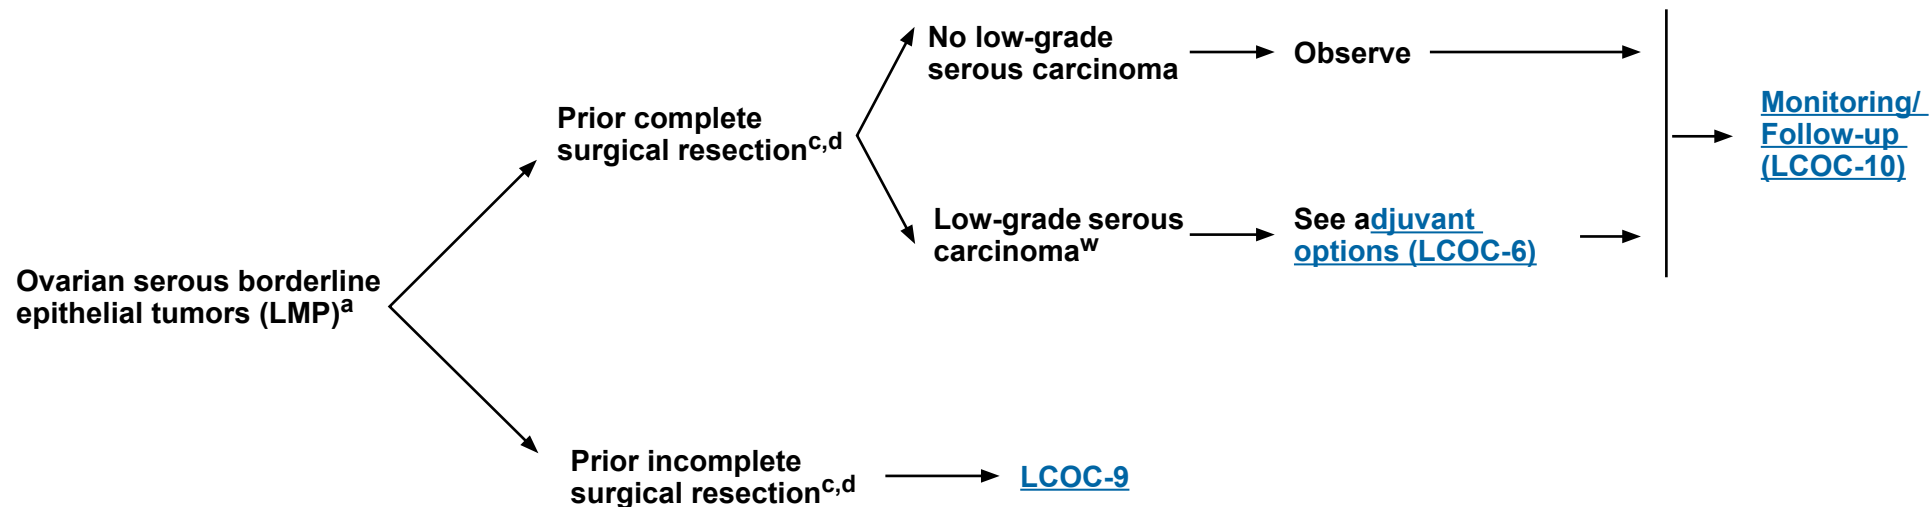 Ovarian serous borderline
epithelial tumors (LMP)a
Prior complete
surgical resectionc,d
No low-grade
serous carcinoma
Observe
Low-grade serous
carcinomaw
See adjuvant
options (LCOC-6)
Monitoring/
Follow-up
(LCOC-10)
Prior incomplete
surgical resectionc,d
LCOC-9